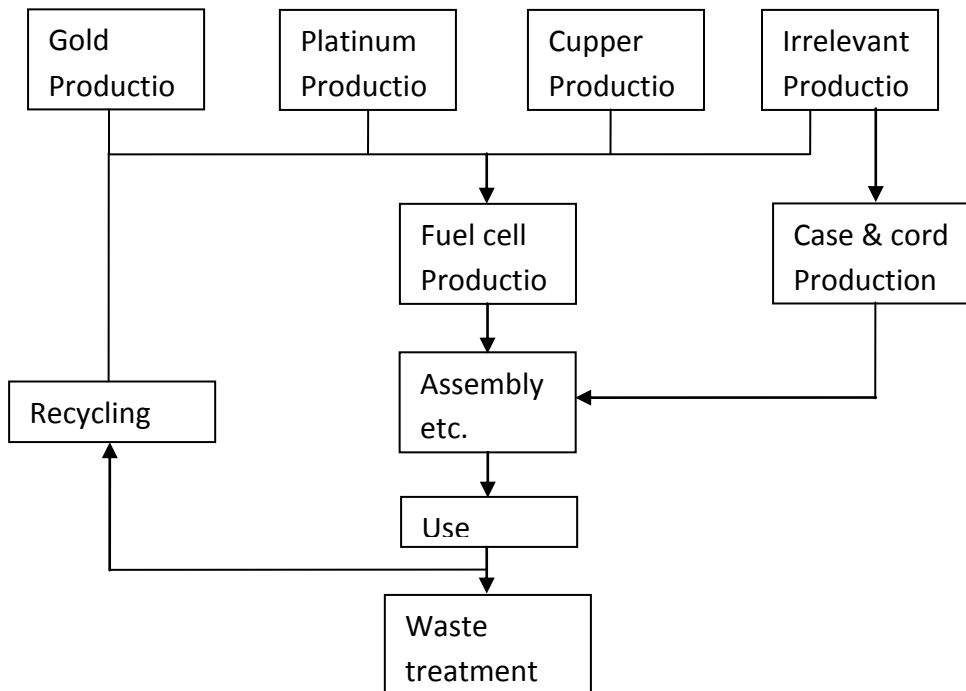 Gold
Productio
Platinum
Productio
Cupper
Productio
Irrelevant
Productio
Fuel cell
Productio
Case & cord
Production
Assembly
etc.
Recycling
Use
Waste
treatment